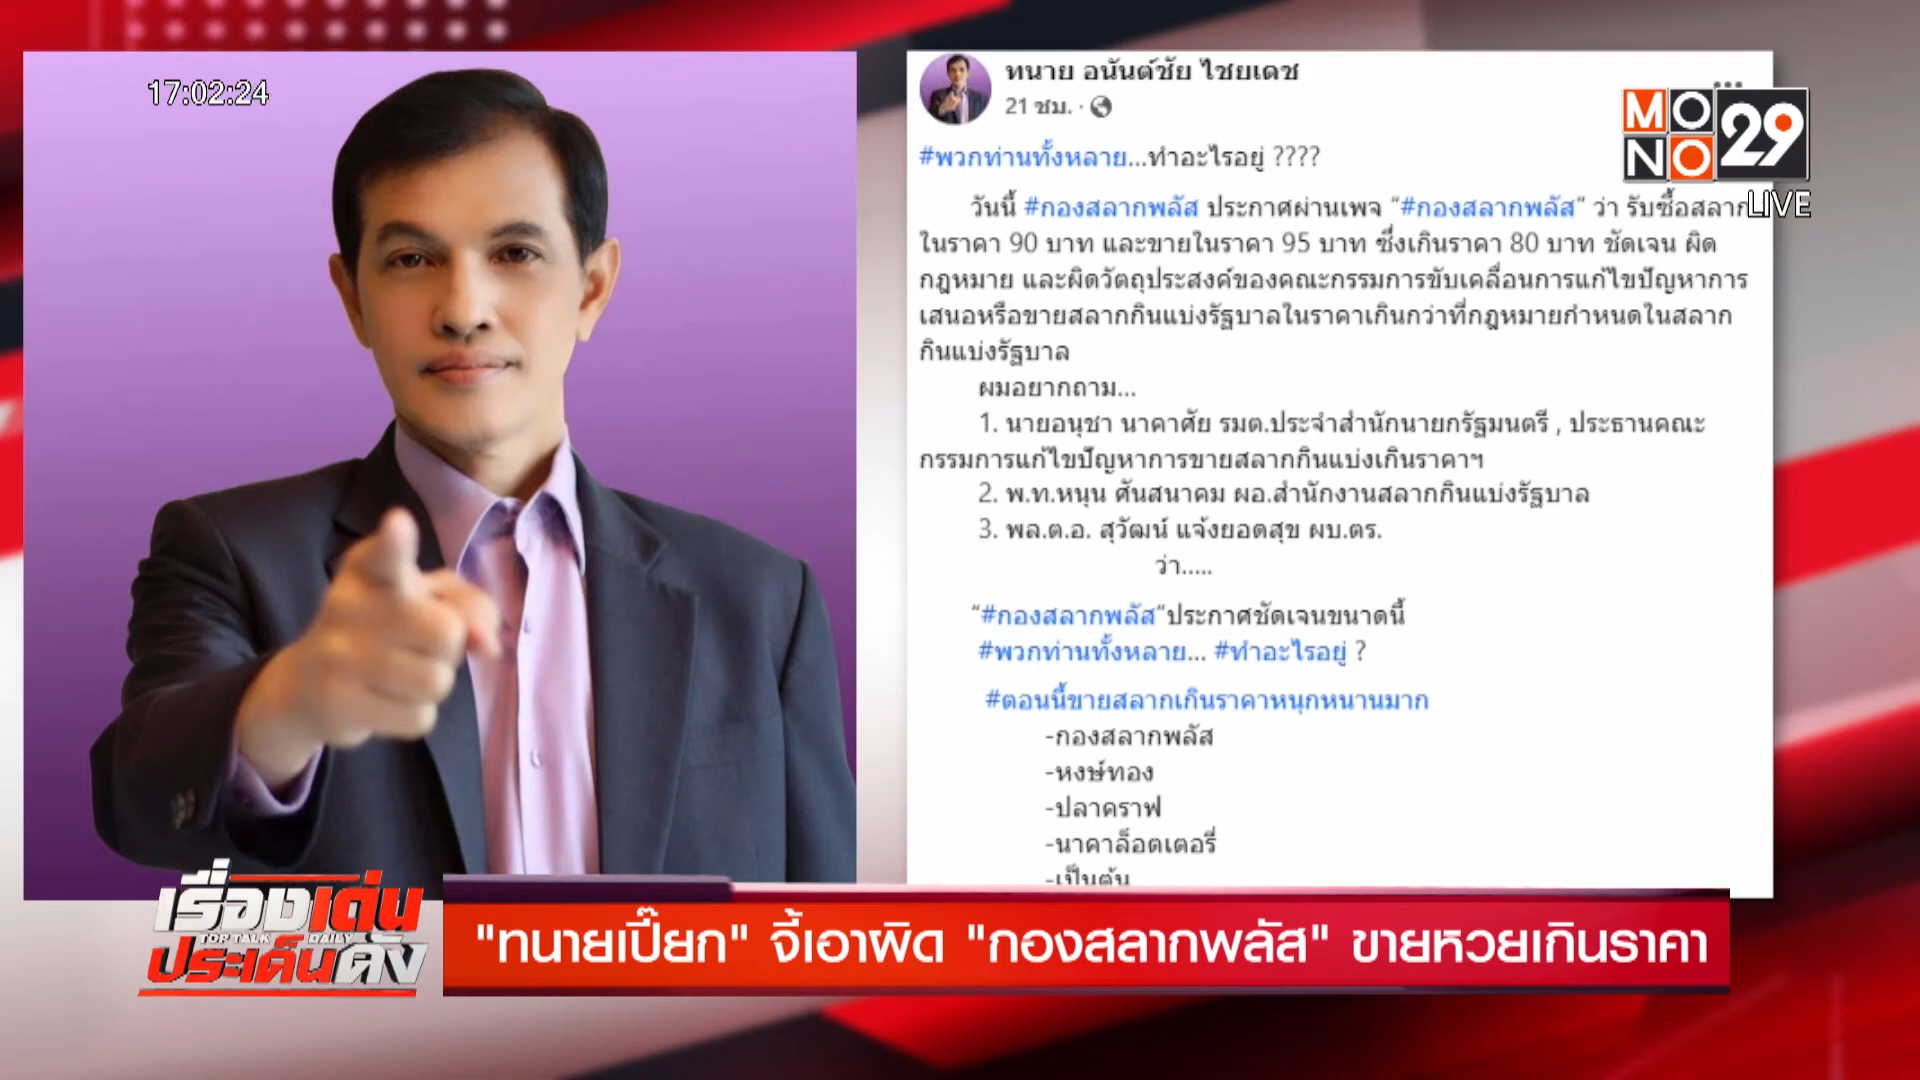 17:02:24
ทนาย อนันต์ชัย ไชยเดช
21 ชม. ·
MONO 29
LIVE
#พวกท่านทั้งหลาย...ทำอะไรอยู่ ????
วันนี้ #กองสลากพลัส ประกาศผ่านเพจ "#กองสลากพลัส" ว่า รับซื้อสลาก
ในราคา 90 บาท และขายในราคา 95 บาท ซึ่งเกินราคา 80 บาท ชัดเจน ผิด
กฎหมาย และผิดวัตถุประสงค์ของคณะกรรมการขับเคลื่อนการแก้ไขปัญหาการ
เสนอหรือขายสลากกินแบ่งรัฐบาลในราคาเกินกว่าที่กฎหมายกำหนดในสลาก
กินแบ่งรัฐบาล
ผมอยากถาม...
1. นายอนุชา นาคาศัย รมต.ประจำสำนักนายกรัฐมนตรี , ประธานคณะ
กรรมการแก้ไขปัญหาการขายสลากกินแบ่งเกินราคาฯ
2. พ.ท.หนุน ศันสนาคม ผอ.สำนักงานสลากกินแบ่งรัฐบาล
3. พล.ต.อ. สุวัฒน์ แจ้งยอดสุข ผบ.ตร.
ว่า.....
"#กองสลากพลัส"ประกาศชัดเจนขนาดนี้
#พวกท่านทั้งหลาย... #ทำอะไรอยู่ ?
#ตอนนี้ขายสลากเกินราคาหนุกหนานมาก
-กองสลากพลัส
-หงษ์ทอง
-ปลาคราฟ
-นาคาล็อตเตอรี่
-เป็นต้น
เรื่องเด่น
TOP TALK DAILY
ประเด็นดัง
"ทนายเปี๊ยก" จี้เอาผิด "กองสลากพลัส" ขายหวยเกินราคา